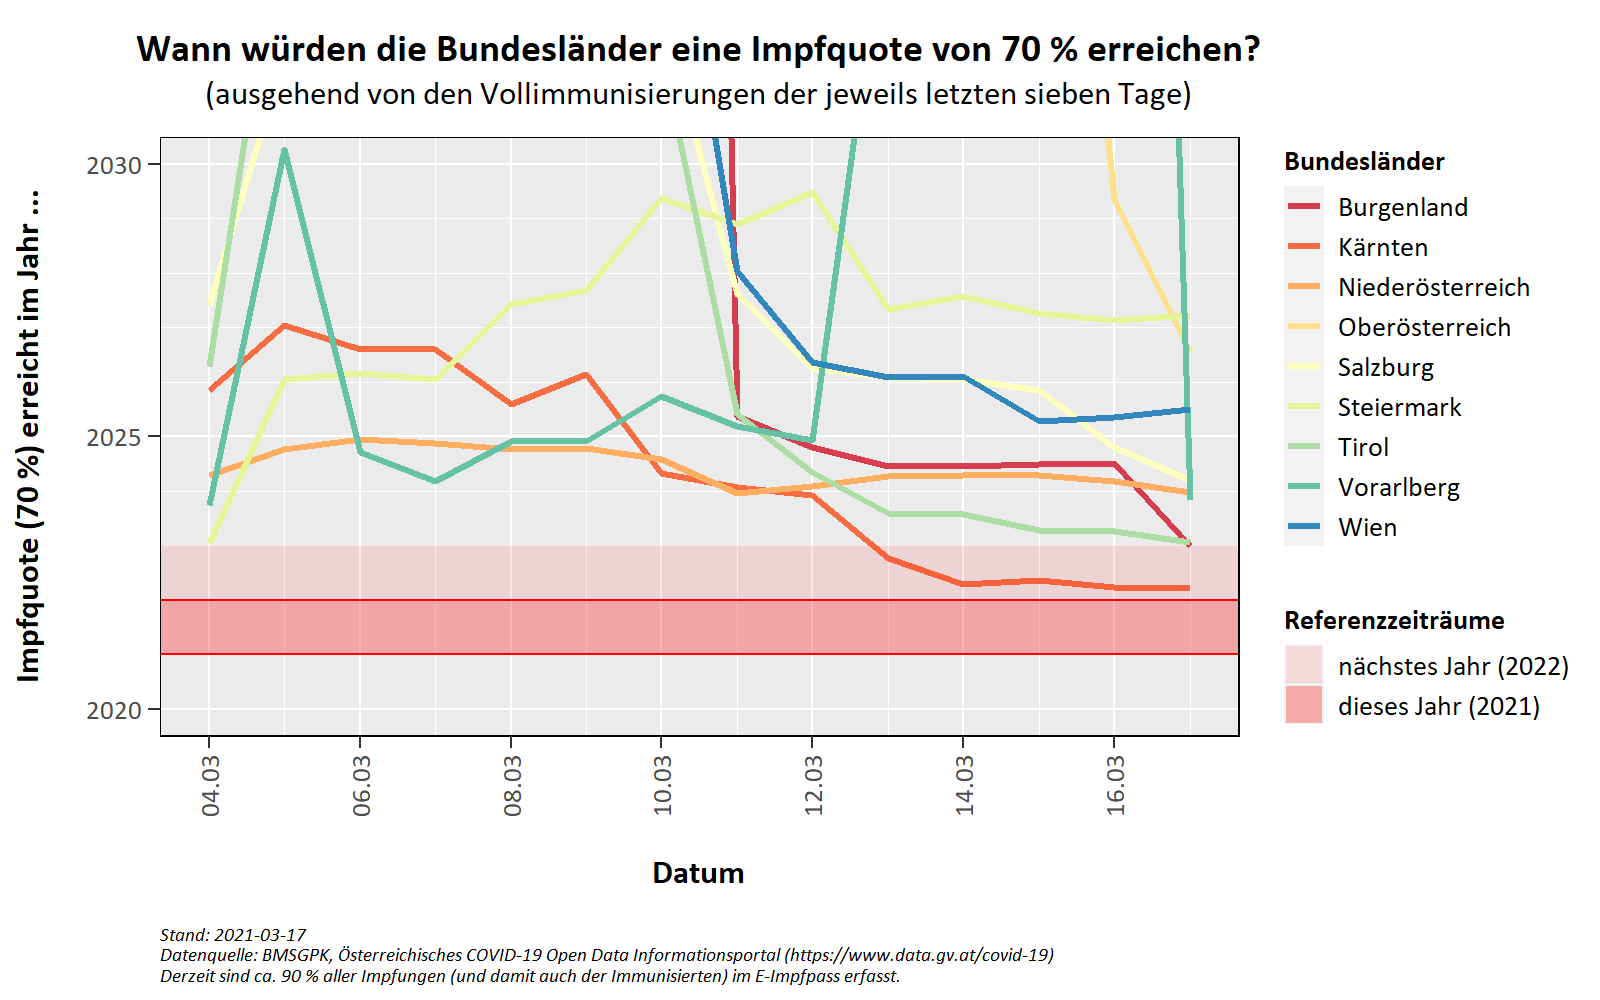 Wann würden die Bundesländer eine Impfquote von 70 % erreichen?
(ausgehend von den Vollimmunisierungen der jeweils letzten sieben Tage)
Impfquote (70 %) erreicht im Jahr ...
2030
2025
2020
04.03
06.03
08.03
10.03
12.03
14.03
16.03
Datum
Bundesländer
Burgenland
Kärnten
Niederösterreich
Oberösterreich
Salzburg
Steiermark
Tirol
Vorarlberg
Wien
Referenzzeiträume
nächstes Jahr (2022)
dieses Jahr (2021)
Stand: 2021-03-17
Datenquelle: BMSGPK, Österreichisches COVID-19 Open Data Informationsportal (https://www.data.gv.at/covid-19)
Derzeit sind ca. 90 % aller Impfungen (und damit auch der Immunisierten) im E-Impfpass erfasst.